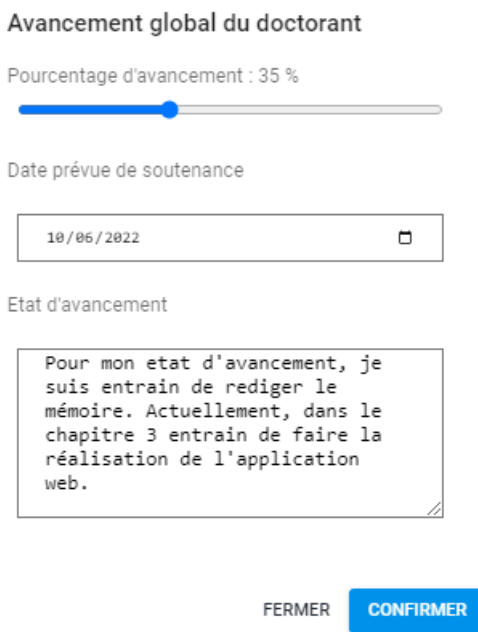 Avancement global du doctorant
Pourcentage d'avancement : 35 %
Date prévue de soutenance
10/06/2022
Etat d'avancement
Pour mon etat d'avancement, je
suis entrain de rediger le
mémoire. Actuellement, dans le
chapitre 3 entrain de faire la
réalisation de l'application
web.
FERMER CONFIRMER